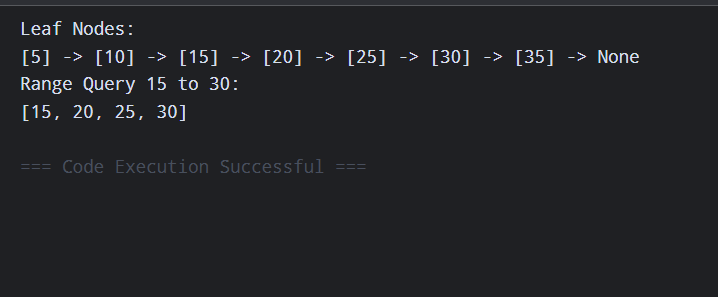 Leaf Nodes:
[5] -> [10] -> [15] -> [20] -> [25] -> [30] -> [35] -> None
Range Query 15 to 30:
[15, 20, 25, 30]
=== Code Execution Successful ===